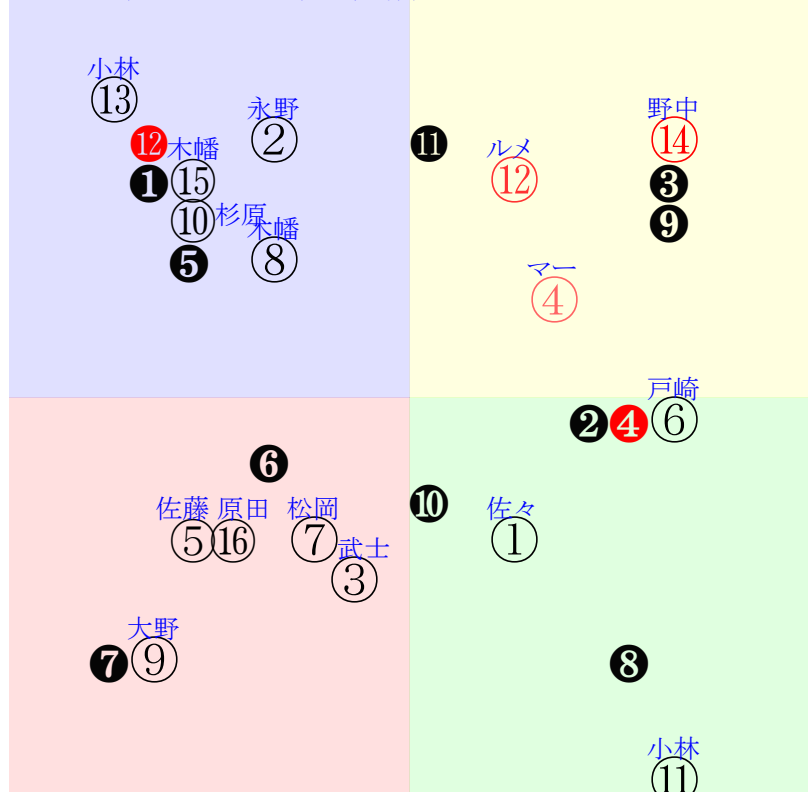 小林
⑬
永野
②
⓬
木幡
❶
⑮
⑩
杉原
木幡
❺
⑧
⓫
ルメ
⑫
野中
⑭
❸
❾
マー
④
戸崎
❷
❹
⑥
❻
佐藤
原田
松岡
⑤
⑯
⑦
武士
③
大野
❼
⑨
❿
佐々
①
❽
小林
⑪